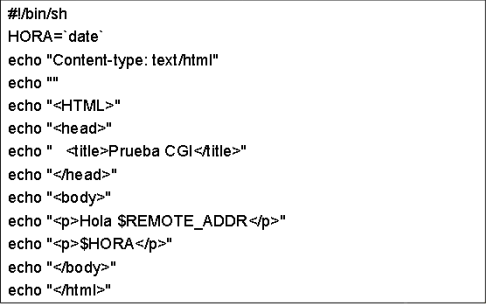 #!/bin/sh
HORA=`date`
echo "Content-type: text/html"
echo ""
echo "<HTML>"
echo "<head>"
echo "   <title>Prueba CGI</title>"
echo "</head>"
echo "<body>"
echo "<p>Hola $REMOTE_ADDR</p>"
echo "<p>$HORA</p>"
echo "</body>"
echo "</html>"